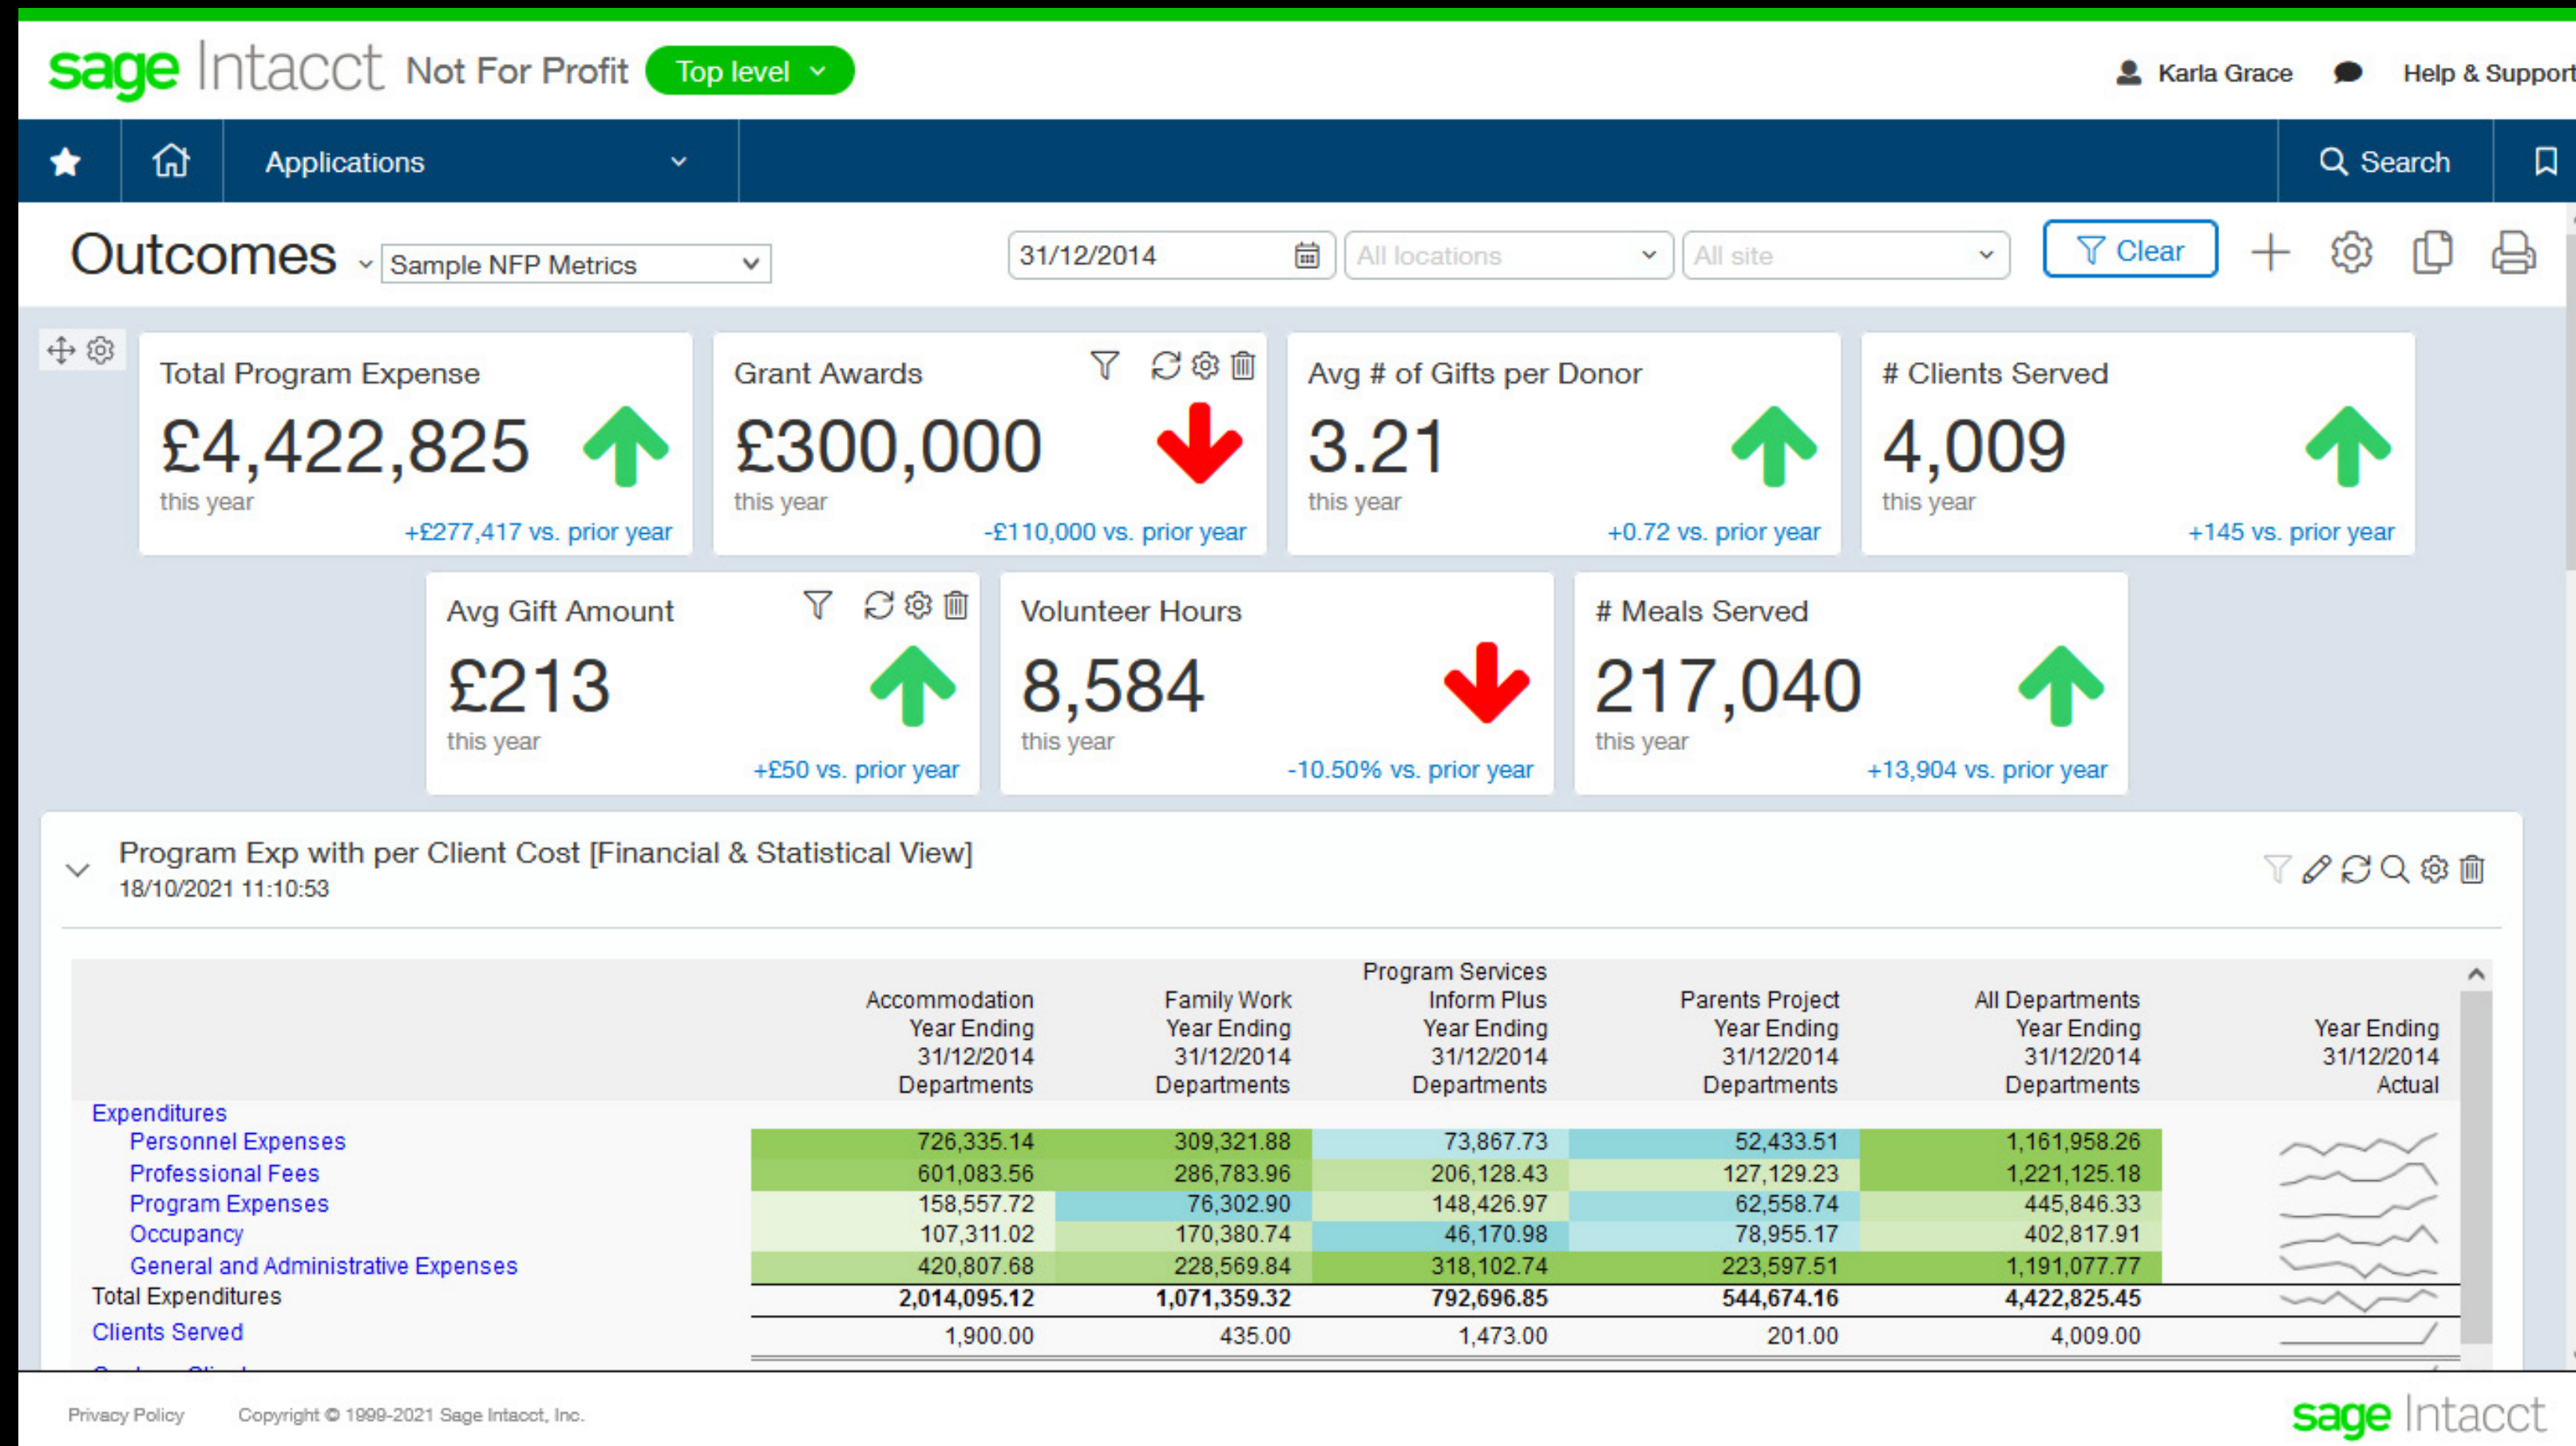 sage Intacct Not For Profit Top level
Karla Grace Help & Support
Applications Search
Outcomes Sample NFP Metrics 31/12/2014 All locations All site Clear
Total Program Expense
£4,422,825
this year
+£277,417 vs. prior year
Grant Awards
£300,000
this year
-£110,000 vs. prior year
Avg # of Gifts per Donor
3.21
this year
+0.72 vs. prior year
# Clients Served
4,009
this year
+145 vs. prior year
Avg Gift Amount
£213
this year
+£50 vs. prior year
Volunteer Hours
8,584
this year
-10.50% vs. prior year
# Meals Served
217,040
this year
+13,904 vs. prior year
Program Exp with per Client Cost [Financial & Statistical View]
18/10/2021 11:10:53
Program Services
Accommodation Family Work Inform Plus Parents Project All Departments
Year Ending Year Ending Year Ending Year Ending Year Ending Year Ending
31/12/2014 31/12/2014 31/12/2014 31/12/2014 31/12/2014 31/12/2014
Departments Departments Departments Departments Departments Actual
Expenditures
Personnel Expenses 726,335.14 309,321.88 73,867.73 52,433.51 1,161,958.26
Professional Fees 601,083.56 286,783.96 206,128.43 127,129.23 1,221,125.18
Program Expenses 158,557.72 76,302.90 148,426.97 62,558.74 445,846.33
Occupancy 107,311.02 170,380.74 46,170.98 78,955.17 402,817.91
General and Administrative Expenses 420,807.68 228,569.84 318,102.74 223,597.51 1,191,077.77
Total Expenditures 2,014,095.12 1,071,359.32 792,696.85 544,674.16 4,422,825.45
Clients Served 1,900.00 435.00 1,473.00 201.00 4,009.00
Privacy Policy Copyright © 1999-2021 Sage Intacct, Inc.
sage Intacct